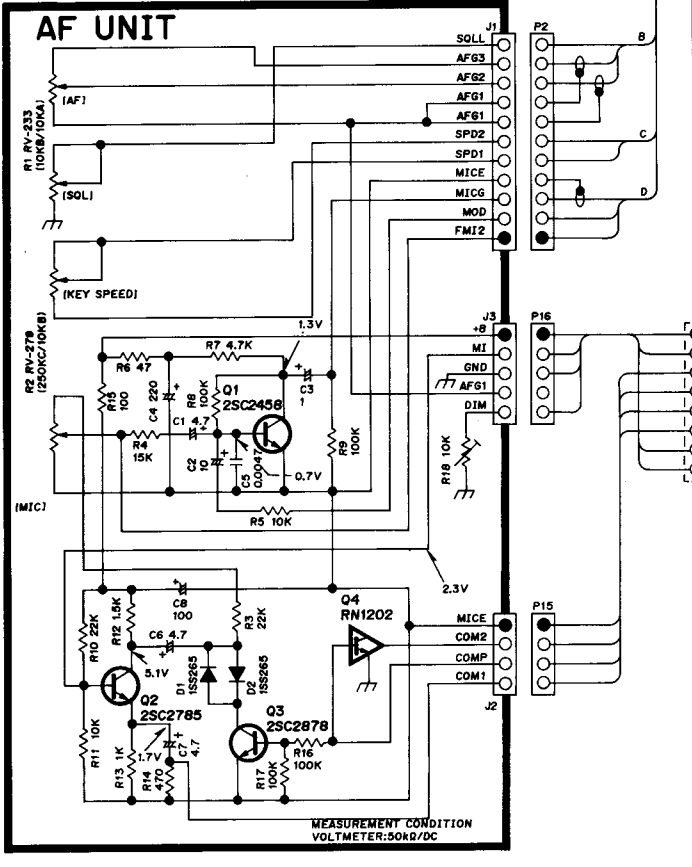 AF UNIT
J1
P2
SQLL
B
AFG3
AFG2
AFG1
AFG1
SPD2
C
SPD1
MICE
MICG
D
MOD
FMI2
R1 RV-233
(10KB/10KA)
(AF)
(SQL)
(KEY SPEED)
R2 RV-279
(250KC/10KB)
(MIC)
J3
P16
+8
MI
GND
AFG1
DIM
R18 10K
1.3V
R7 4.7K
R6 47
R15
100
C4 220
R8
100K
Q1
2SC2458
C3
1
C1 4.7
R4
15K
C2
10
C5
0.0047
0.7V
R9
100K
R5 10K
2.3V
C8
100
R3
22K
Q4
RN1202
R10 22K
R12 1.5K
C6 4.7
5.1V
D1
1SS265
D2
1SS265
Q2
2SC2785
Q3
2SC2878
R11 10K
R13 1K
1.7V
R14
470
C7
4.7
R16
100K
R17
100K
MICE
COM2
COMP
COM1
J2
P15
MEASUREMENT CONDITION
VOLTMETER:50kΩ/DC